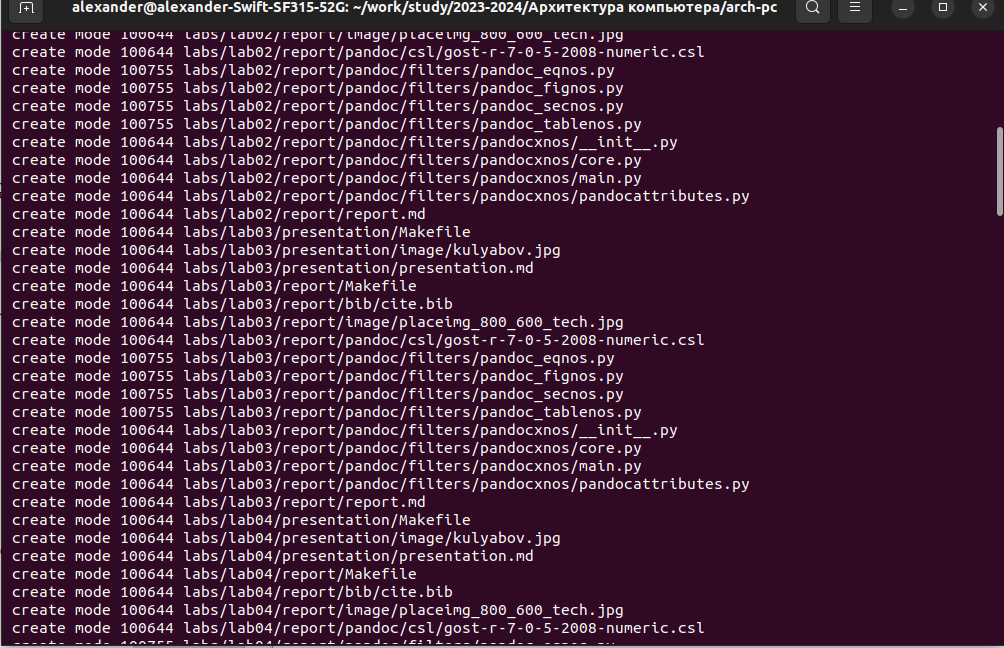 alexander@alexander-Swift-SF315-52G: ~/work/study/2023-2024/Архитектура компьютера/arch-pc
create mode 100644 labs/lab02/report/image/placeimg_800_600_tech.jpg
create mode 100644 labs/lab02/report/pandoc/csl/gost-r-7-0-5-2008-numeric.csl
create mode 100755 labs/lab02/report/pandoc/filters/pandoc_eqnos.py
create mode 100755 labs/lab02/report/pandoc/filters/pandoc_fignos.py
create mode 100755 labs/lab02/report/pandoc/filters/pandoc_secnos.py
create mode 100755 labs/lab02/report/pandoc/filters/pandoc_tablenos.py
create mode 100644 labs/lab02/report/pandoc/filters/pandocxnos/__init__.py
create mode 100644 labs/lab02/report/pandoc/filters/pandocxnos/core.py
create mode 100644 labs/lab02/report/pandoc/filters/pandocxnos/main.py
create mode 100644 labs/lab02/report/pandoc/filters/pandocxnos/pandocattributes.py
create mode 100644 labs/lab02/report/report.md
create mode 100644 labs/lab03/presentation/Makefile
create mode 100644 labs/lab03/presentation/image/kulyabov.jpg
create mode 100644 labs/lab03/presentation/presentation.md
create mode 100644 labs/lab03/report/Makefile
create mode 100644 labs/lab03/report/bib/cite.bib
create mode 100644 labs/lab03/report/image/placeimg_800_600_tech.jpg
create mode 100644 labs/lab03/report/pandoc/csl/gost-r-7-0-5-2008-numeric.csl
create mode 100755 labs/lab03/report/pandoc/filters/pandoc_eqnos.py
create mode 100755 labs/lab03/report/pandoc/filters/pandoc_fignos.py
create mode 100755 labs/lab03/report/pandoc/filters/pandoc_secnos.py
create mode 100755 labs/lab03/report/pandoc/filters/pandoc_tablenos.py
create mode 100644 labs/lab03/report/pandoc/filters/pandocxnos/__init__.py
create mode 100644 labs/lab03/report/pandoc/filters/pandocxnos/core.py
create mode 100644 labs/lab03/report/pandoc/filters/pandocxnos/main.py
create mode 100644 labs/lab03/report/pandoc/filters/pandocxnos/pandocattributes.py
create mode 100644 labs/lab03/report/report.md
create mode 100644 labs/lab04/presentation/Makefile
create mode 100644 labs/lab04/presentation/image/kulyabov.jpg
create mode 100644 labs/lab04/presentation/presentation.md
create mode 100644 labs/lab04/report/Makefile
create mode 100644 labs/lab04/report/bib/cite.bib
create mode 100644 labs/lab04/report/image/placeimg_800_600_tech.jpg
create mode 100644 labs/lab04/report/pandoc/csl/gost-r-7-0-5-2008-numeric.csl